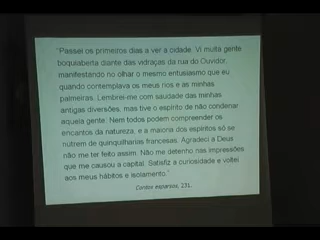 "Passei os primeiros dias a ver a cidade. Vi muita gente
boquiaberta diante das vidraças da rua do Ouvidor,
manifestando no olhar o mesmo entusiasmo que eu
quando contemplava os meus rios e as minhas
palmeiras. Lembrei-me com saudade das minhas
antigas diversões, mas tive o espírito de não condenar
aquela gente. Nem todos podem compreender os
encantos da natureza, e a maioria dos espíritos só se
nutrem de quinquilharias francesas. Agradeci a Deus
não me ter feito assim. Não me detenho nas impressões
que me causou a capital. Satisfiz a curiosidade e voltei
aos meus hábitos e isolamento."
Contos esparsos, 231.